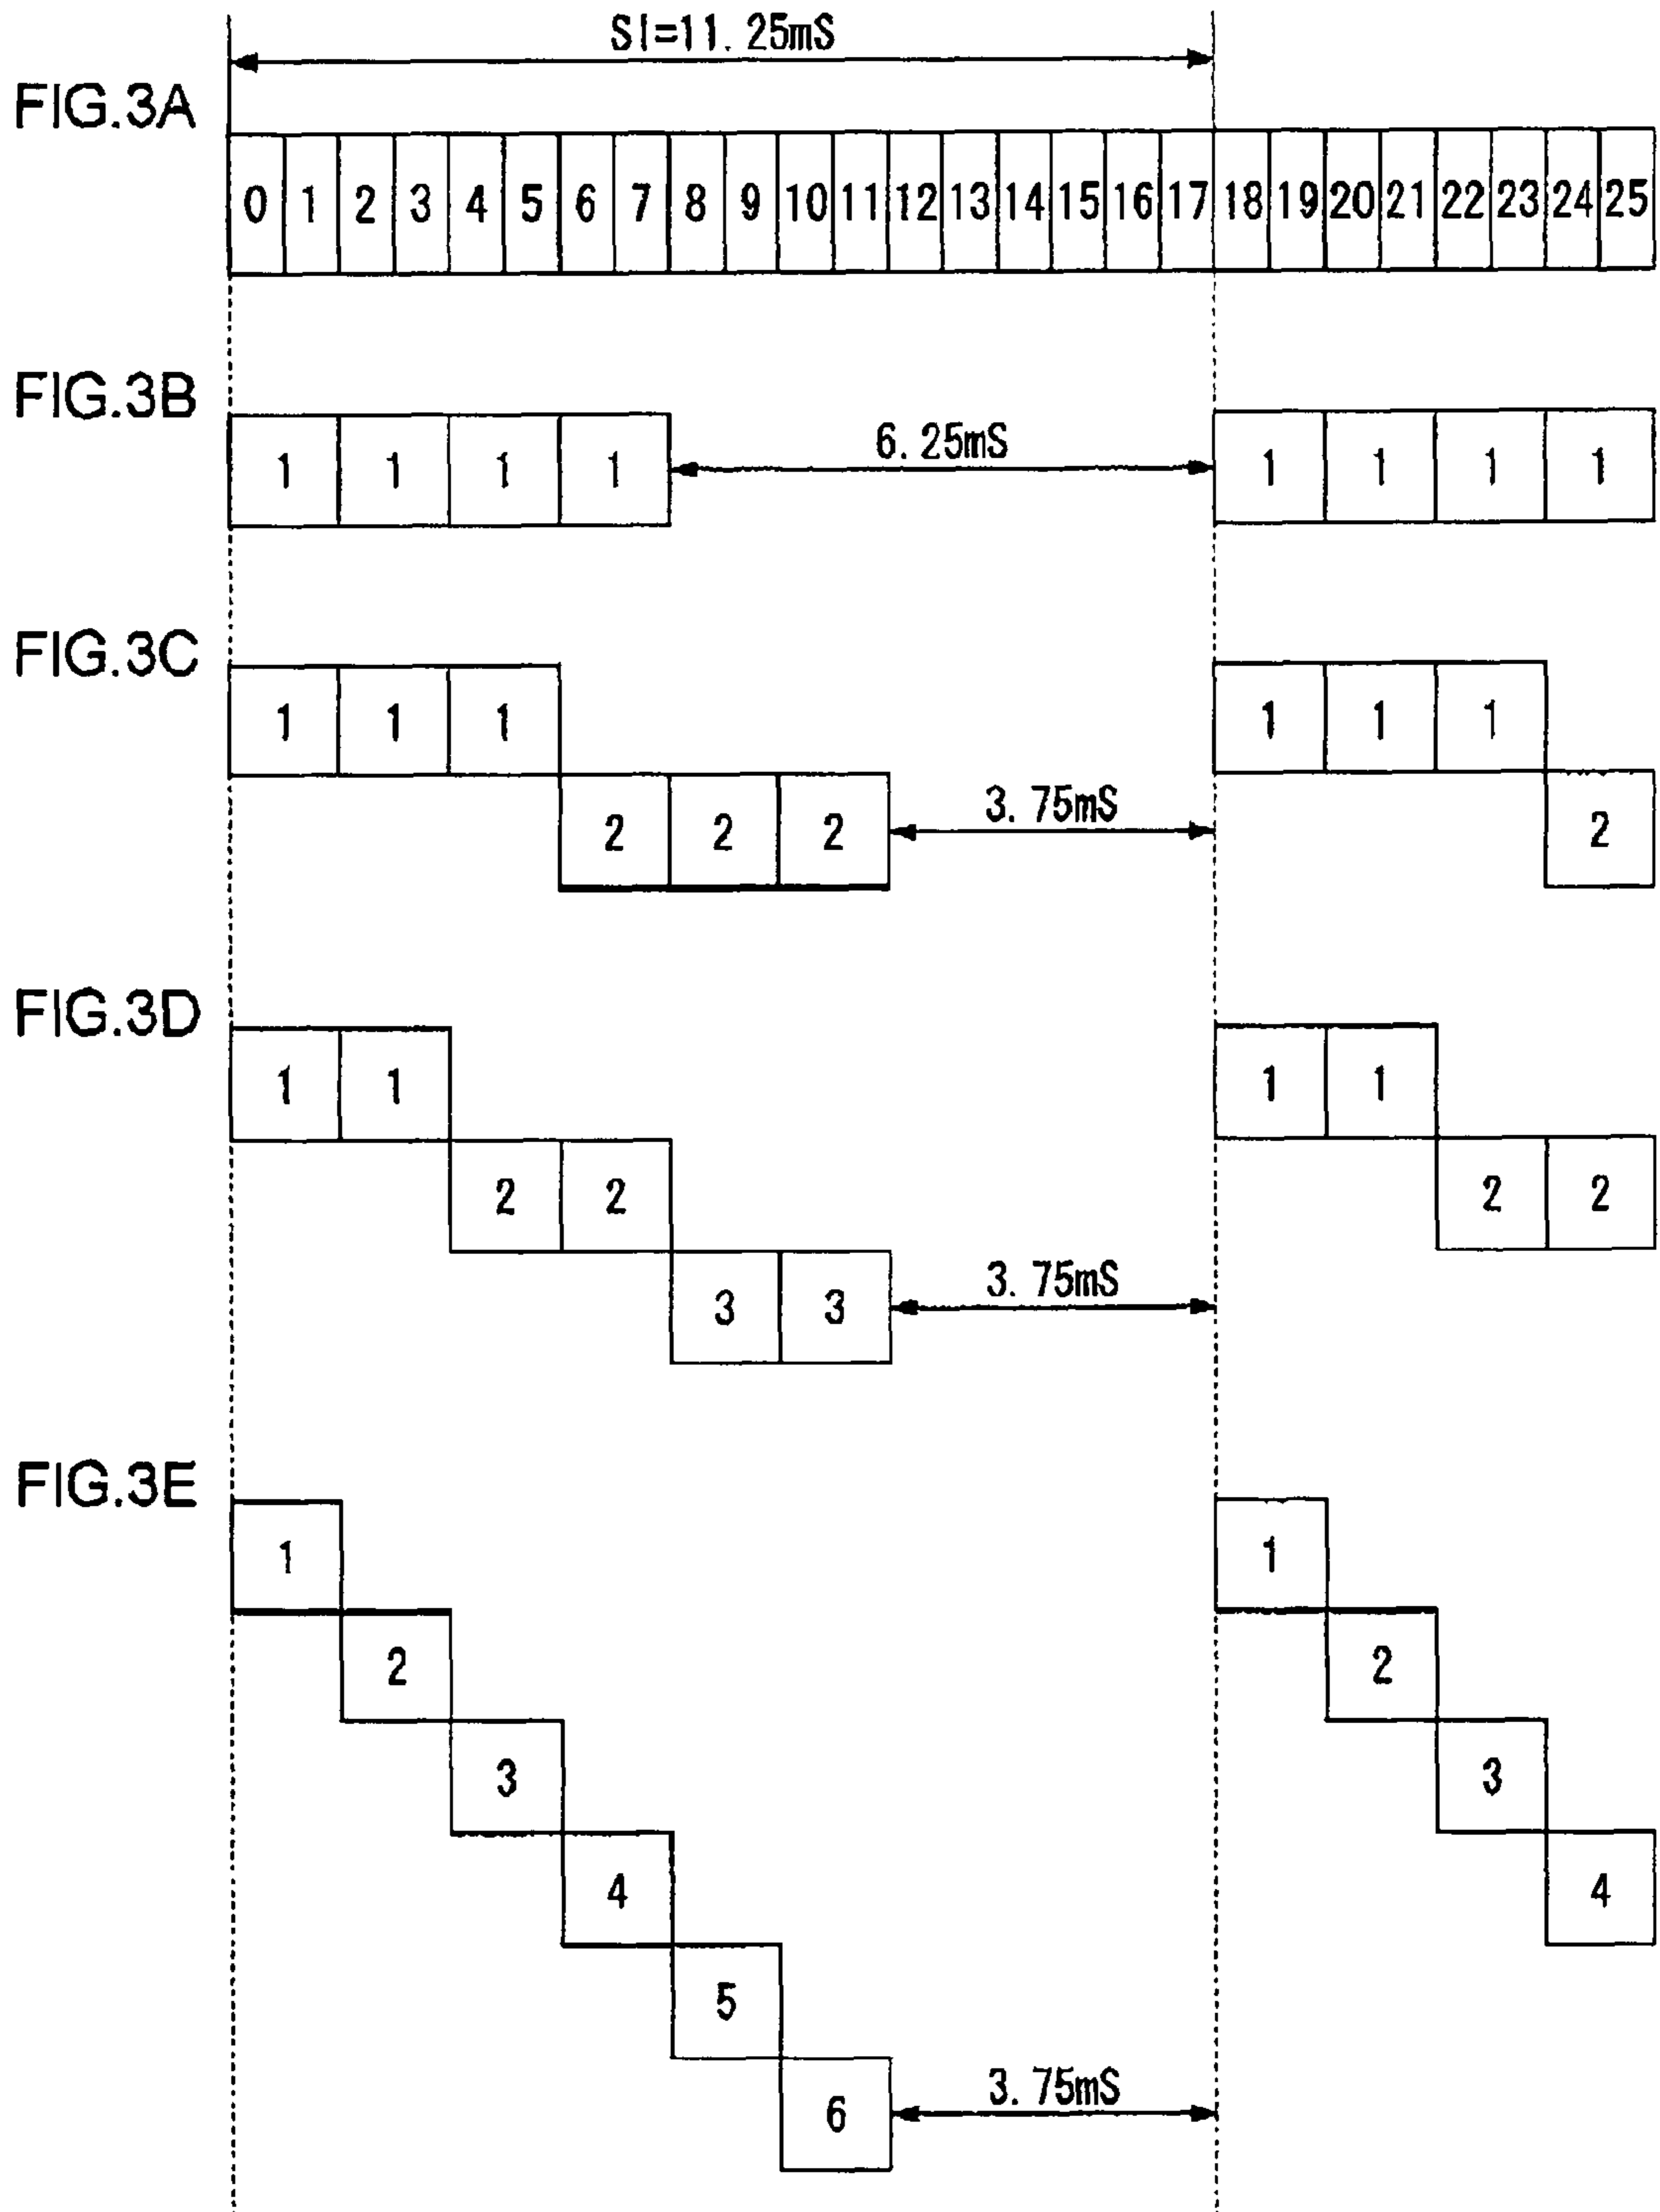 SI=11.25mS
FIG.3A
0 1 2 3 4 5 6 7 8 9 10 11 12 13 14 15 16 17 18 19 20 21 22 23 24 25
FIG.3B
6.25mS
1 1 1 1 1 1 1 1
FIG.3C
1 1 1 1 1 1
3.75mS
2 2 2 2
FIG.3D
1 1 1 1
2 2 2 2
3.75mS
3 3
FIG.3E
1 1
2 2
3 3
4 4
5
3.75mS
6